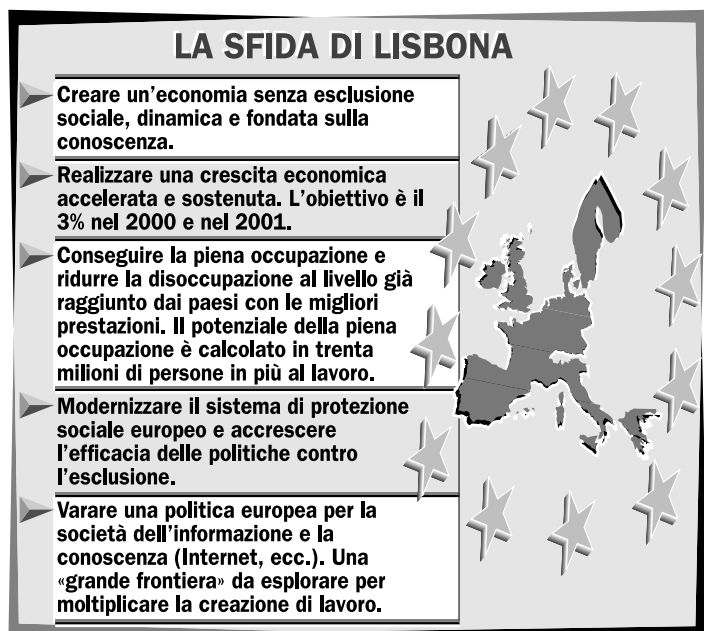 LA SFIDA DI LISBONA
Creare un'economia senza esclusione
sociale, dinamica e fondata sulla
conoscenza.
Realizzare una crescita economica
accelerata e sostenuta. L'obiettivo è il
3% nel 2000 e nel 2001.
Conseguire la piena occupazione e
ridurre la disoccupazione al livello già
raggiunto dai paesi con le migliori
prestazioni. Il potenziale della piena
occupazione è calcolato in trenta
milioni di persone in più al lavoro.
Modernizzare il sistema di protezione
sociale europeo e accrescere
l'efficacia delle politiche contro
l'esclusione.
Varare una politica europea per la
società dell'informazione e la
conoscenza (Internet, ecc.). Una
«grande frontiera» da esplorare per
moltiplicare la creazione di lavoro.